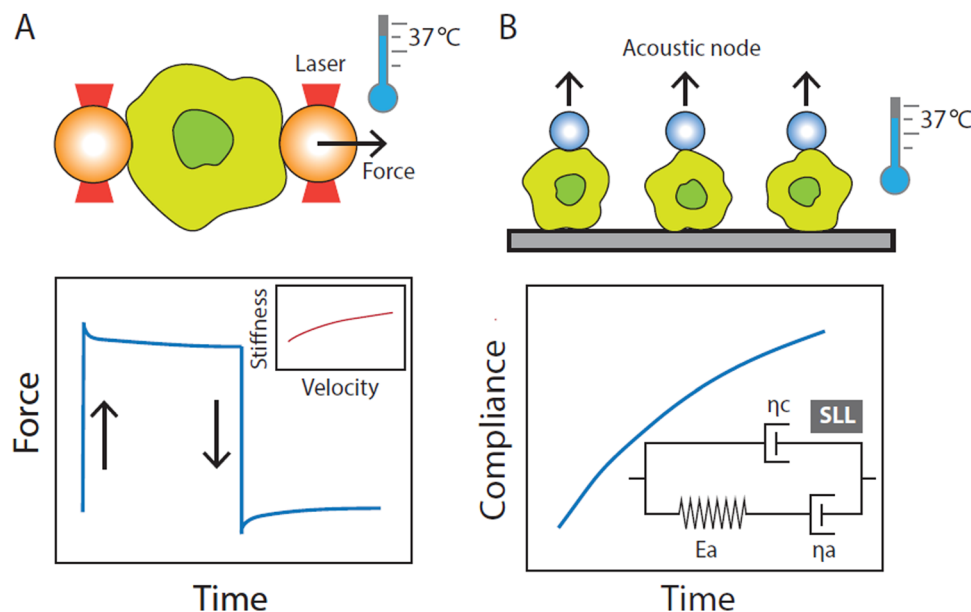 A
37℃
Laser
Force
Force
Stiffness
Velocity
Time
B
Acoustic node
37℃
Compliance
ηc
SLL
Ea
ηa
Time